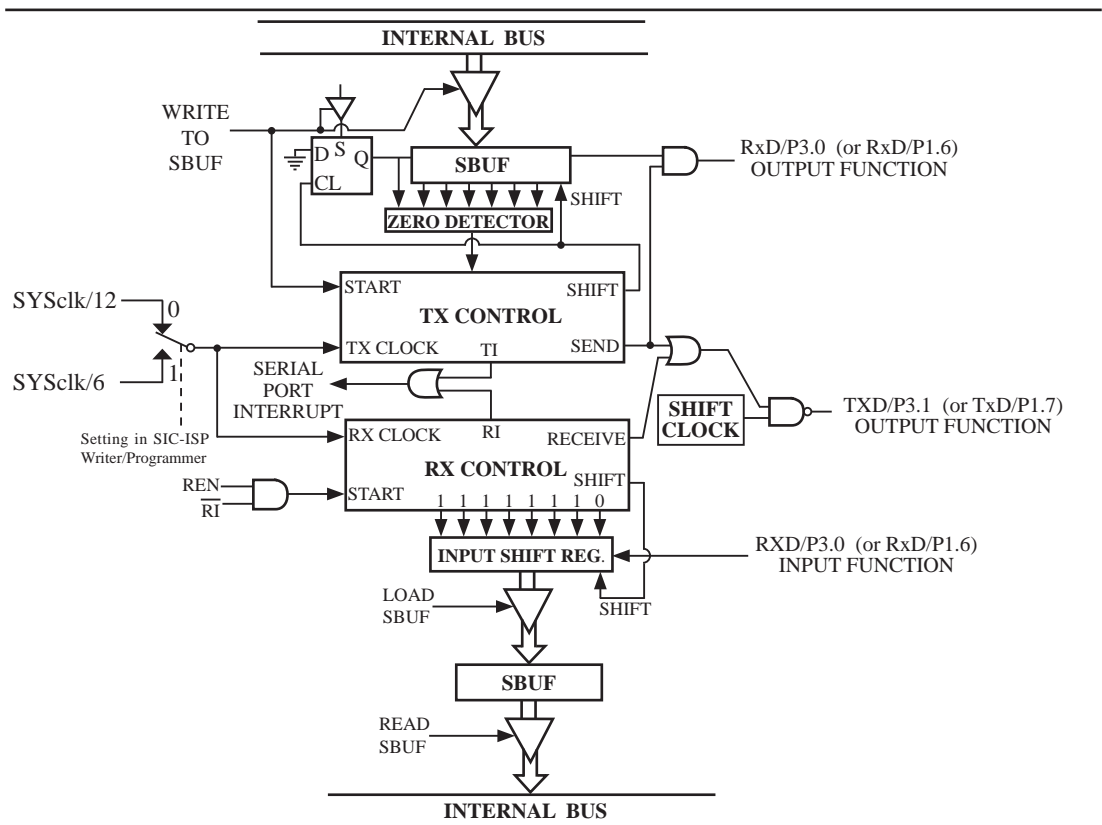 INTERNAL BUS
WRITE
TO
SBUF
D S Q
CL
SBUF
RxD/P3.0 (or RxD/P1.6)
OUTPUT FUNCTION
SHIFT
ZERO DETECTOR
START
SHIFT
TX CONTROL
TX CLOCK
TI
SEND
SYSclk/12
0
SYSclk/6
1
Setting in SIC-ISP
Writer/Programmer
SERIAL
PORT
INTERRUPT
SHIFT
CLOCK
TXD/P3.1 (or TxD/P1.7)
OUTPUT FUNCTION
RX CLOCK
RI
RECEIVE
RX CONTROL
SHIFT
REN
RI
START
1 1 1 1 1 1 1 0
INPUT SHIFT REG.
RXD/P3.0 (or RxD/P1.6)
INPUT FUNCTION
LOAD
SBUF
SHIFT
SBUF
READ
SBUF
INTERNAL BUS